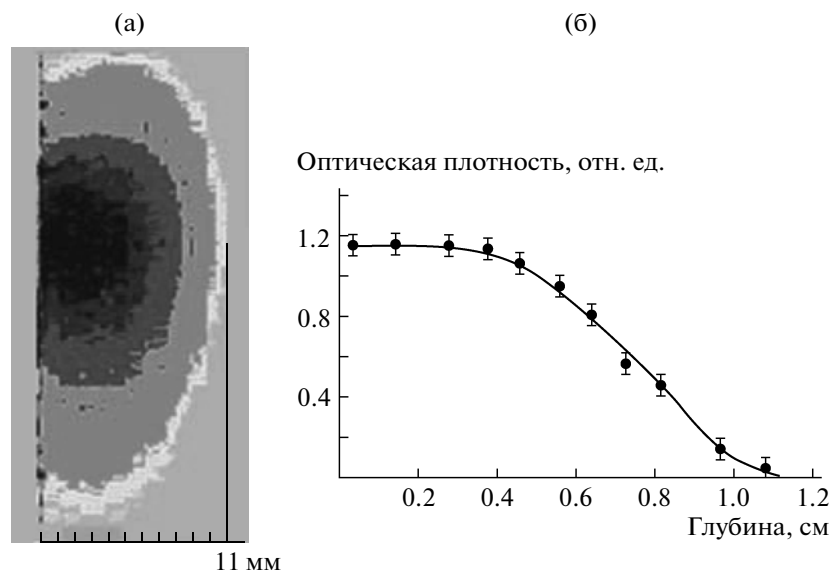 (а)
(б)
Оптическая плотность, отн. ед.
1.2
0.8
0.4
0.2 0.4 0.6 0.8 1.0 1.2
Глубина, см
11 мм